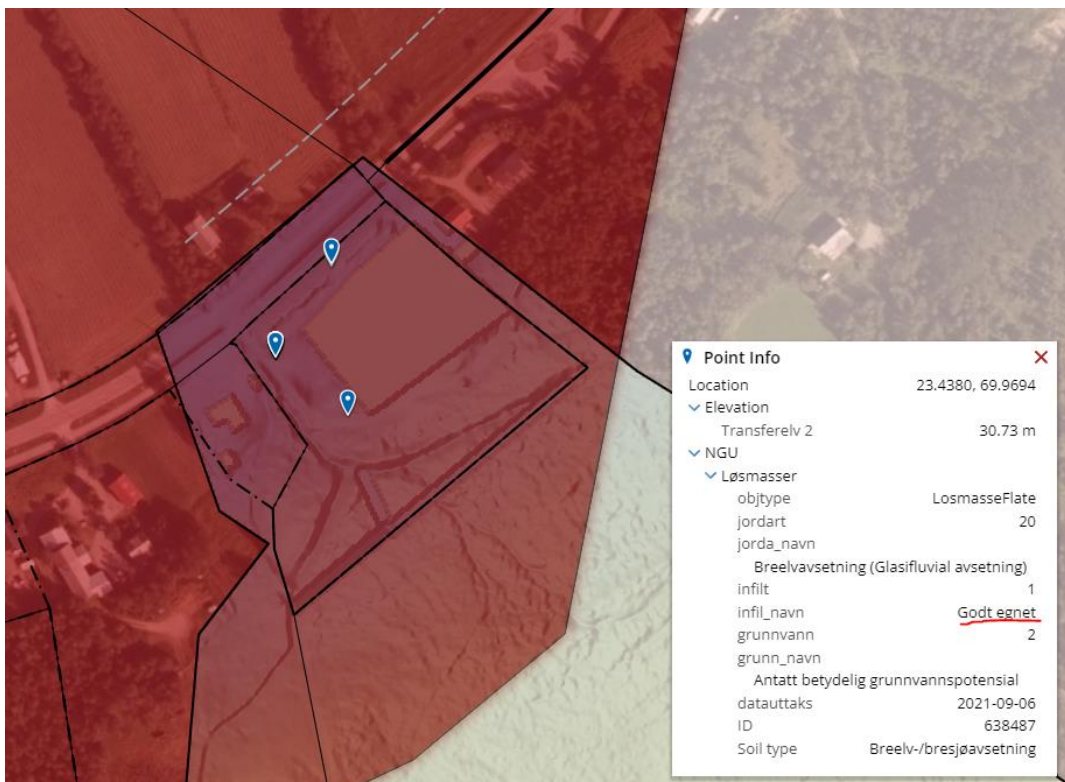 Point Info
Location 23.4380, 69.9694
Elevation
Transferelv 2 30.73 m
NGU
Løsmasser
objtype LosmasseFlate
jordart 20
jorda_navn
Breelvavsetning (Glasifluvial avsetning)
infilt 1
infil_navn Godt egnet
grunnvann 2
grunn_navn
Antatt betydelig grunnvannspotensial
datauttaks 2021-09-06
ID 638487
Soil type Breelv-/bresjøavsetning